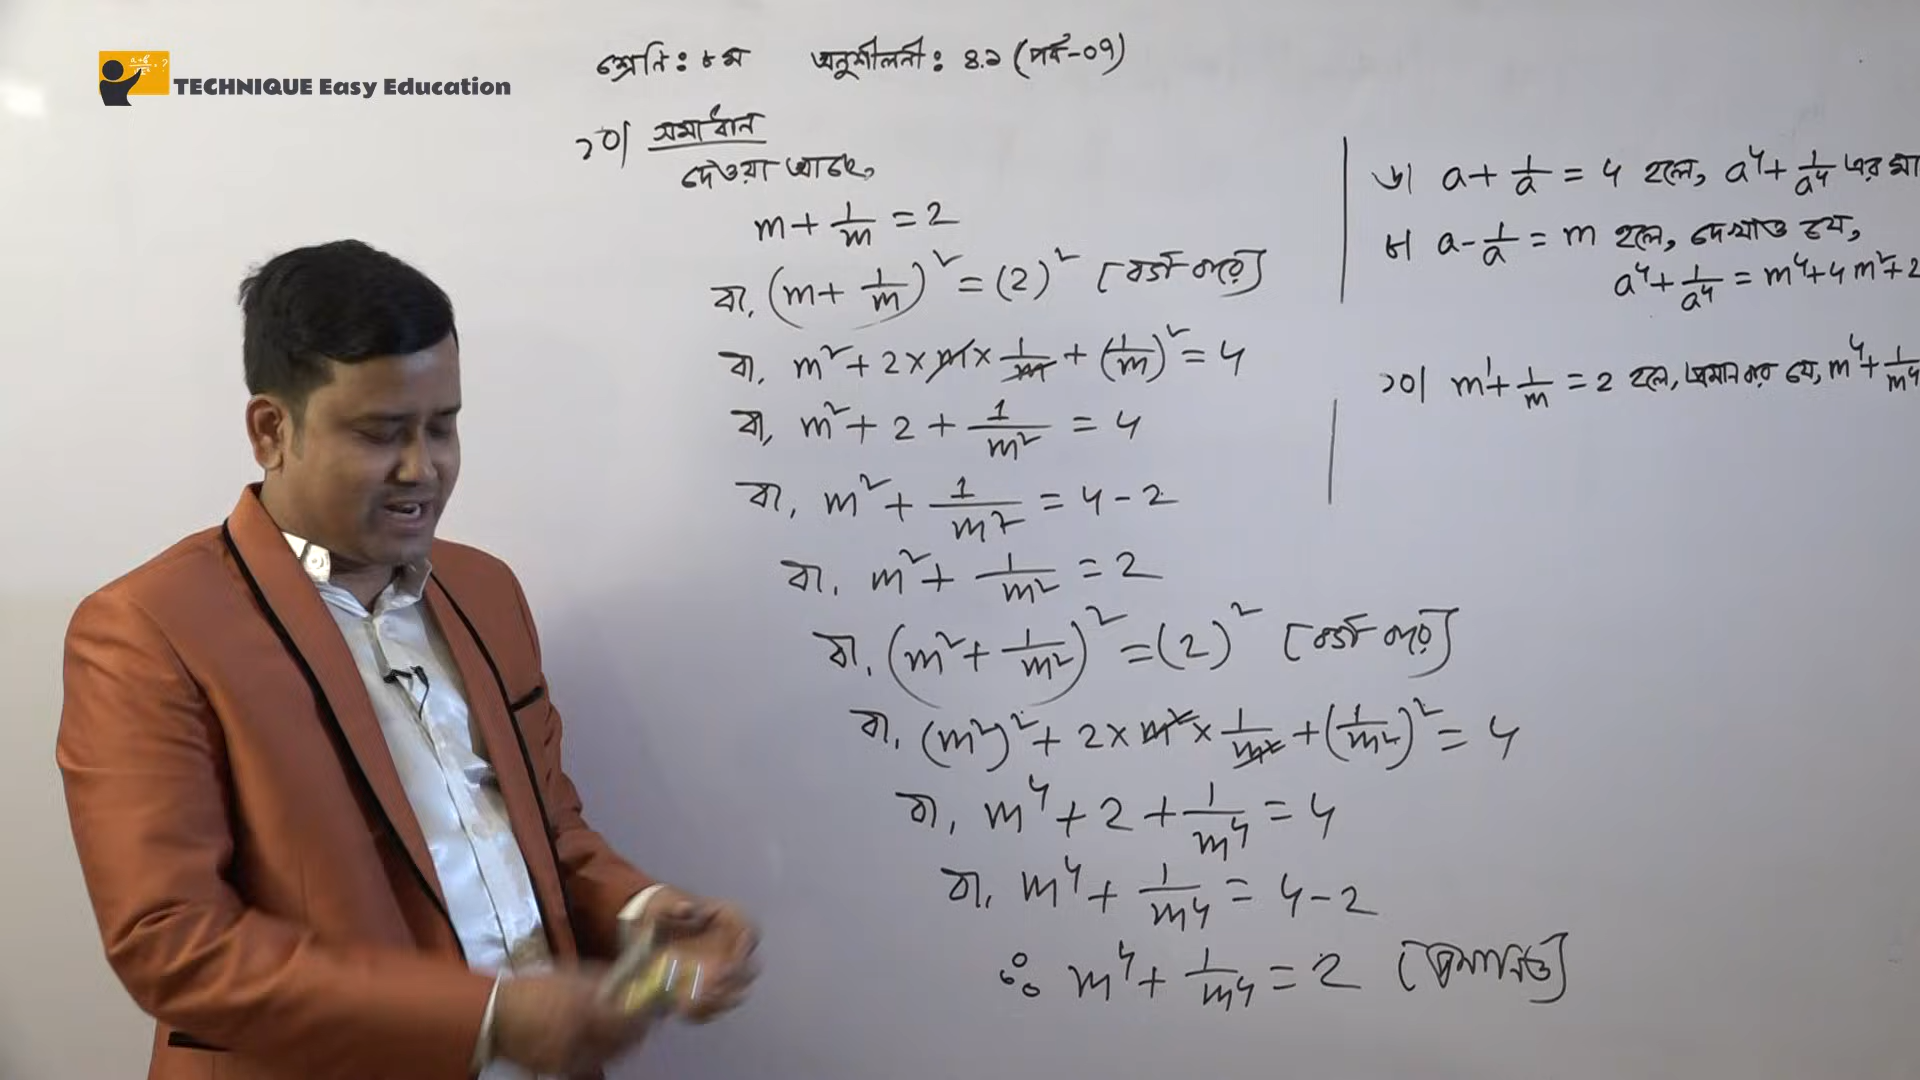 TECHNIQUE Easy Education
শ্রেনি: ৮ম অনুশীলনী: ৪.১ (পর্ব-০৭)
১০। সমাধান
দেওয়া আছে,
m + 1/m = 2
বা, (m + 1/m)² = (2)² [বর্গ করে]
বা, m² + 2 × m × 1/m + (1/m)² = 4
বা, m² + 2 + 1/m² = 4
বা, m² + 1/m² = 4 - 2
বা, m² + 1/m² = 2
বা, (m² + 1/m²)² = (2)² [বর্গ করে]
বা, (m²)² + 2 × m² × 1/m² + (1/m²)² = 4
বা, m⁴ + 2 + 1/m⁴ = 4
বা, m⁴ + 1/m⁴ = 4 - 2
∴ m⁴ + 1/m⁴ = 2 [প্রমানিত]
৬। a + 1/a = 4 হলে, a⁴ + 1/a⁴ এর মা
৮। a - 1/a = m হলে, দেখাও যে,
a⁴ + 1/a⁴ = m⁴ + 4m² + 2
১০। m + 1/m = 2 হলে, প্রমান কর যে, m⁴ + 1/m⁴